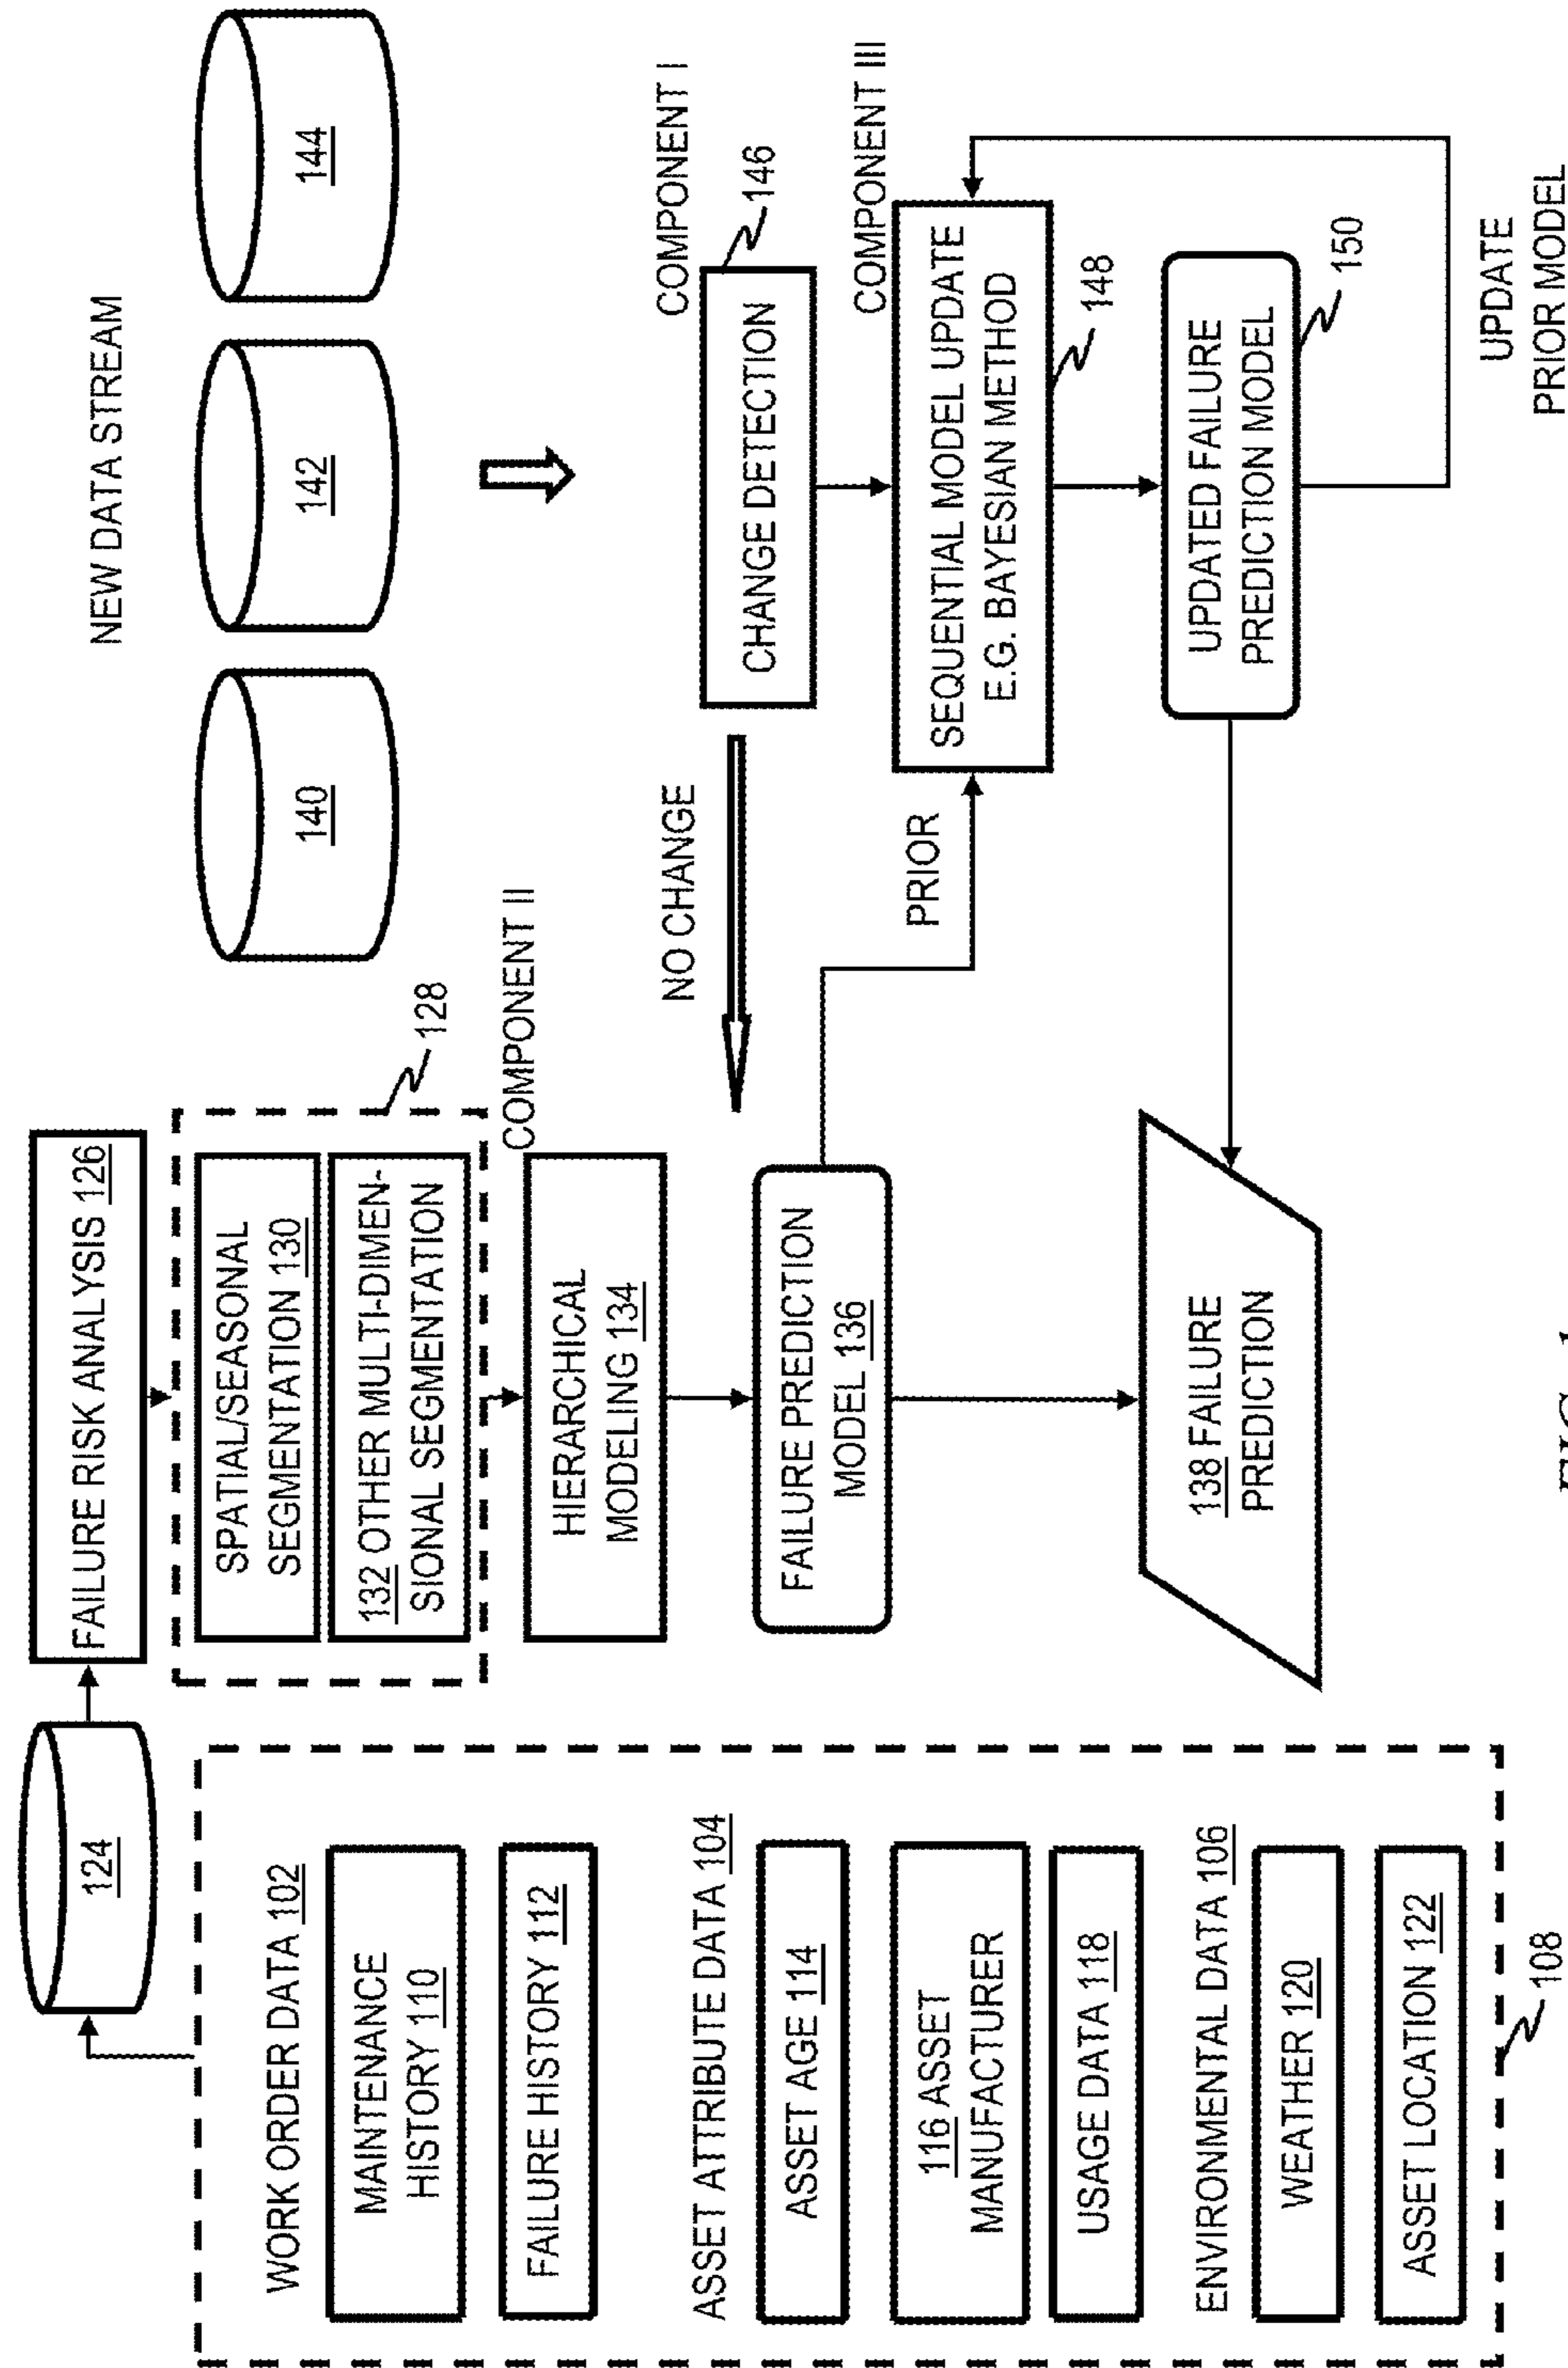 124
WORK ORDER DATA 102
MAINTENANCE
HISTORY 110
FAILURE HISTORY 112
ASSET ATTRIBUTE DATA 104
ASSET AGE 114
116 ASSET
MANUFACTURER
USAGE DATA 118
ENVIRONMENTAL DATA 106
WEATHER 120
ASSET LOCATION 122
108
FAILURE RISK ANALYSIS 126
SPATIAL/SEASONAL
SEGMENTATION 130
132 OTHER MULTI-DIMEN-
SIONAL SEGMENTATION
128
COMPONENT II
HIERARCHICAL
MODELING 134
FAILURE PREDICTION
MODEL 136
138 FAILURE
PREDICTION
NEW DATA STREAM
140
142
144
COMPONENT I
NO CHANGE
CHANGE DETECTION
146
COMPONENT III
PRIOR
SEQUENTIAL MODEL UPDATE
E.G. BAYESIAN METHOD
148
UPDATED FAILURE
PREDICTION MODEL
150
UPDATE
PRIOR MODEL